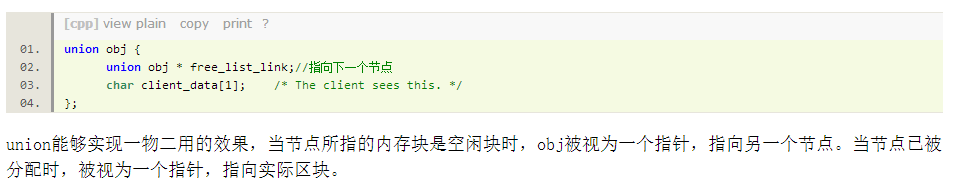 [cpp] view plain copy print ?
01. union obj {
02. union obj * free_list_link;//指向下一个节点
03. char client_data[1]; /* The client sees this. */
04. };
union能够实现一物二用的效果，当节点所指的内存块是空闲块时，obj被视为一个指针，指向另一个节点。当节点已被
分配时，被视为一个指针，指向实际区块。